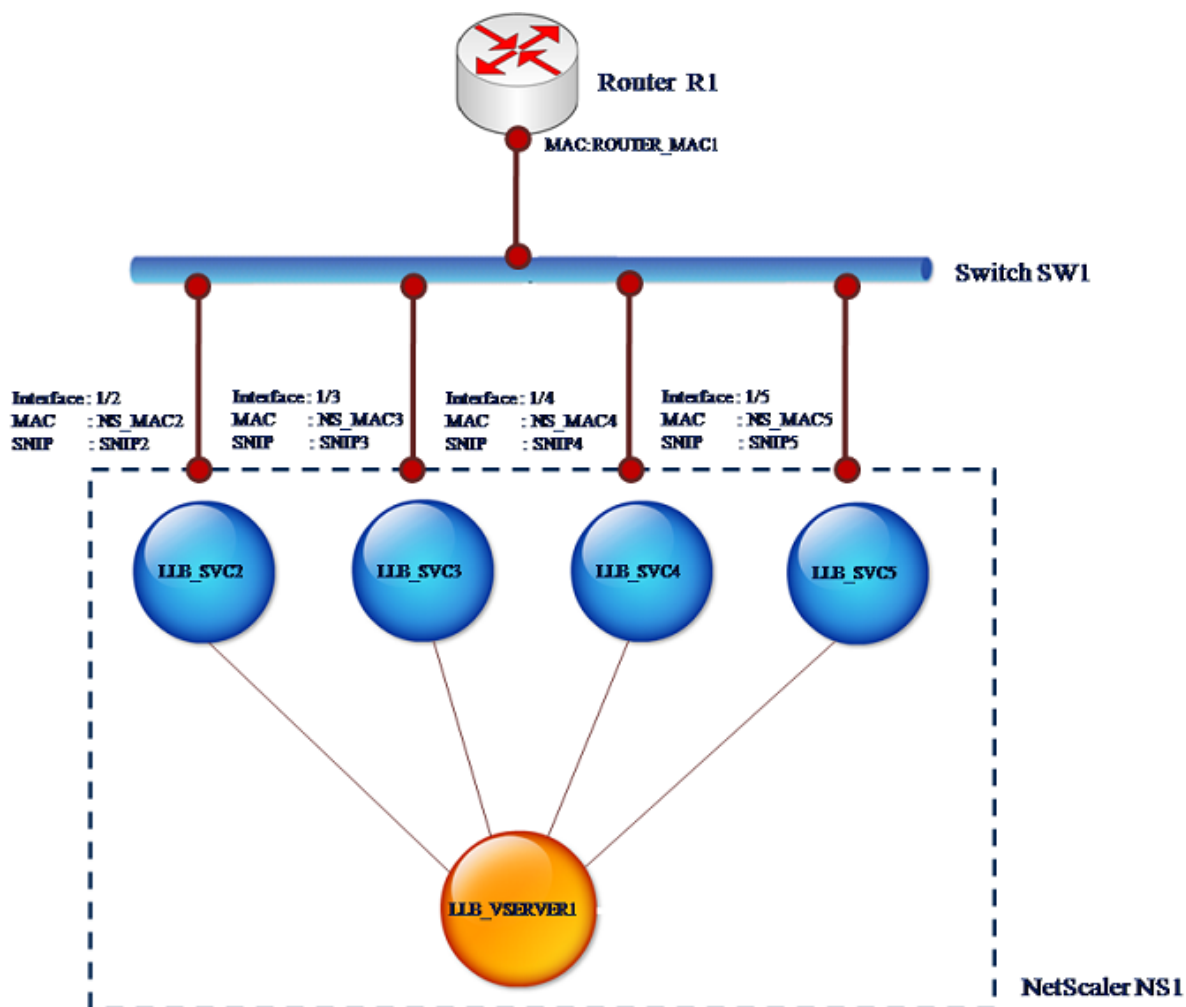 Router R1
MAC:ROUTER_MAC1
Switch SW1
Interface : 1/2
MAC : NS_MAC2
SNIP : SNIP2
Interface : 1/3
MAC : NS_MAC3
SNIP : SNIP3
Interface : 1/4
MAC : NS_MAC4
SNIP : SNIP4
Interface : 1/5
MAC : NS_MAC5
SNIP : SNIP5
LLB_SVC2
LLB_SVC3
LLB_SVC4
LLB_SVC5
LLB_VSERVER1
NetScaler NS1